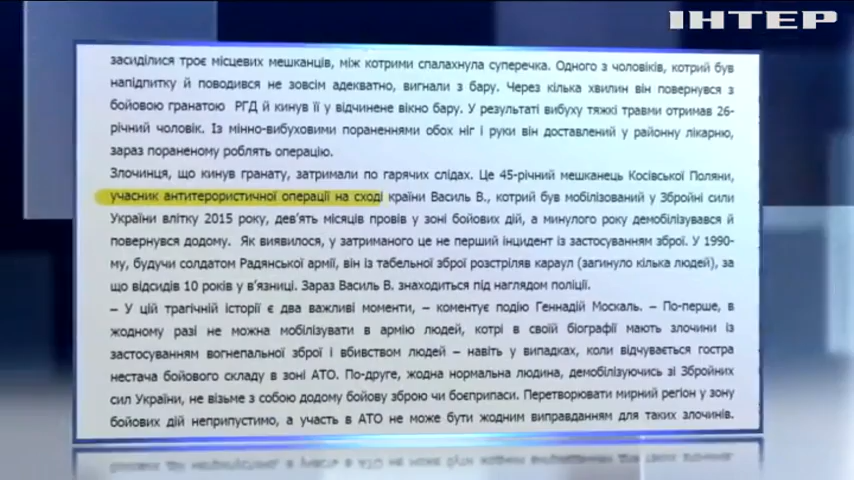 ІНТЕР
засиділися троє місцевих мешканців, між котрими спалахнула суперечка. Одного з чоловіків, котрий був
напідпитку й поводився не зовсім адекватно, вигнали з бару. Через кілька хвилин він повернувся з
бойовою гранатою РГД й кинув її у відчинене вікно бару. У результаті вибуху тяжкі травми отримав 26-
річний чоловік. Із мінно-вибуховими пораненнями обох ніг і руки він доставлений у районну лікарню,
зараз пораненому роблять операцію.
Злочинця, що кинув гранату, затримали по гарячих слідах. Це 45-річний мешканець Косівської Поляни,
учасник антитерористичної операції на сході країни Василь В., котрий був мобілізований у Збройні сили
України влітку 2015 року, дев'ять місяців провів у зоні бойових дій, а минулого року демобілізувався й
повернувся додому. Як виявилося, у затриманого це не перший інцидент із застосуванням зброї. У 1990-
му, будучи солдатом Радянської армії, він із табельної зброї розстріляв караул (загинуло кілька людей), за
що відсидів 10 років у в'язниці. Зараз Василь В. знаходиться під наглядом поліції.
– У цій трагічній історії є два важливі моменти, – коментує подію Геннадій Москаль. – По-перше, в
жодному разі не можна мобілізувати в армію людей, котрі в своїй біографії мають злочини із
застосуванням вогнепальної зброї і вбивством людей – навіть у випадках, коли відчувається гостра
нестача бойового складу в зоні АТО. По-друге, жодна нормальна людина, демобілізуючись зі Збройних
сил України, не візьме з собою додому бойову зброю чи боєприпаси. Перетворювати мирний регіон у зону
бойових дій неприпустимо, а участь в АТО не може бути жодним виправданням для таких злочинів.